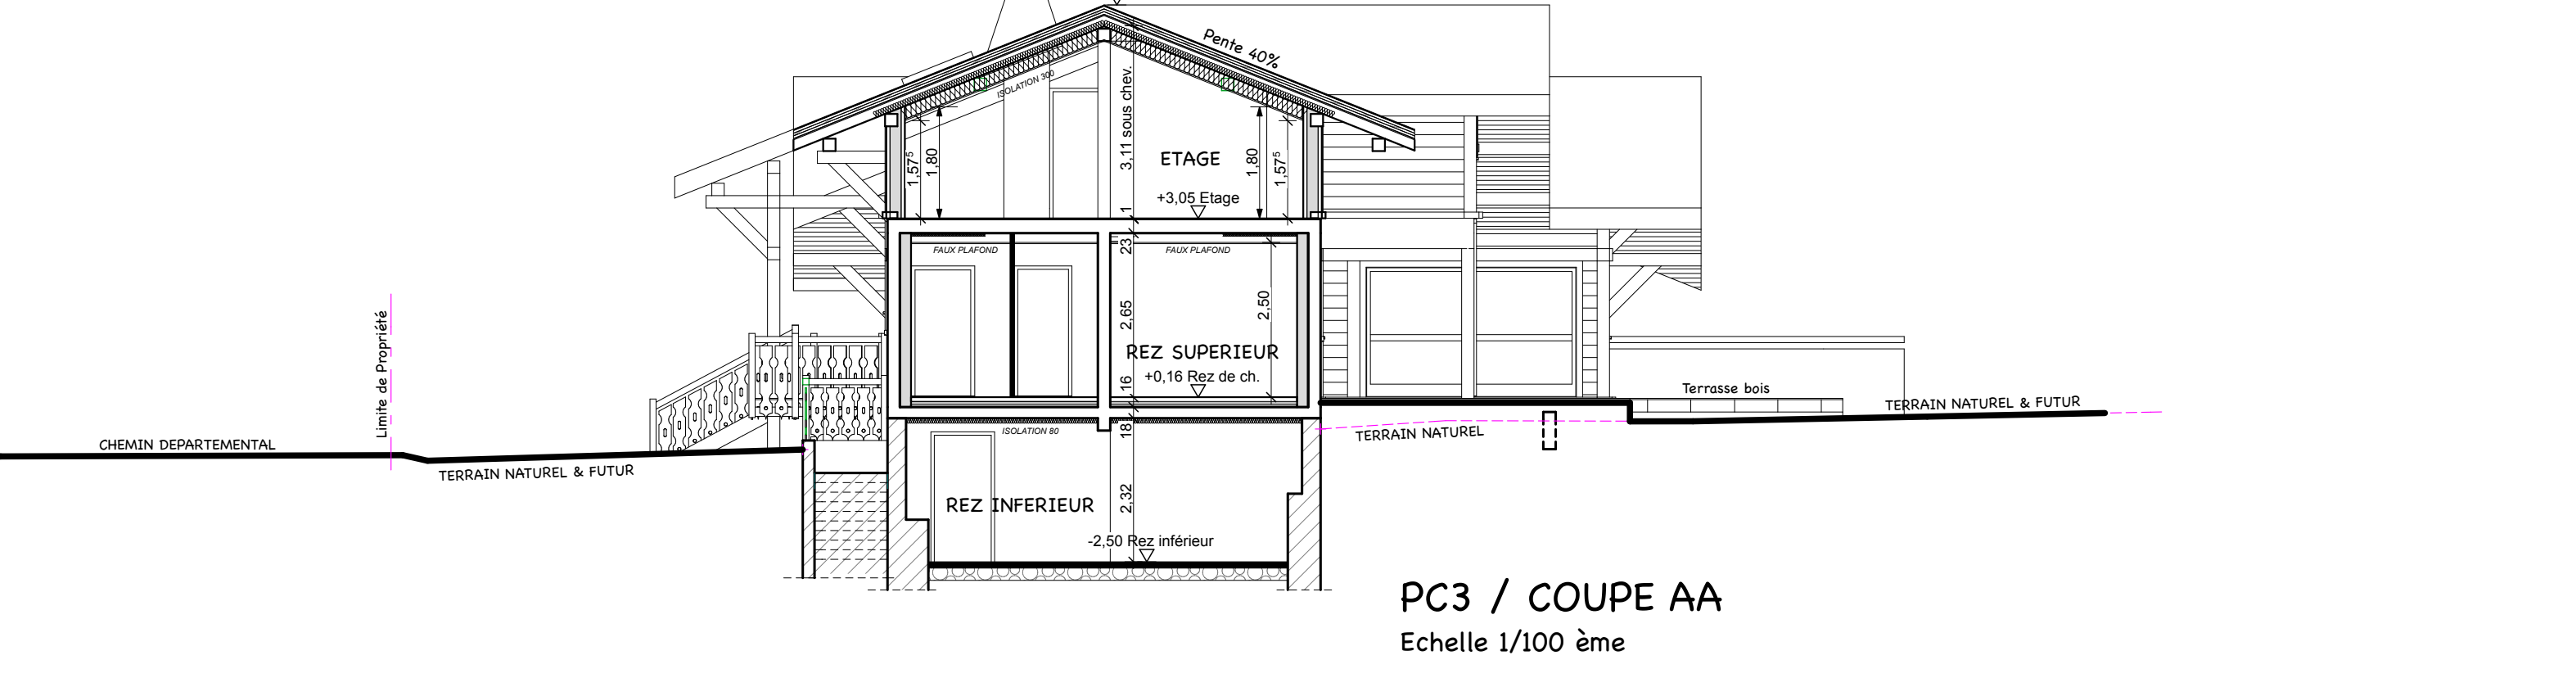 Pente 40%
ISOLATION 300
3,11 sous chev.
1,57⁵
1,80
ETAGE
1,80
1,57⁵
+3,05 Etage
1
FAUX PLAFOND
23
FAUX PLAFOND
2,65
2,50
REZ SUPERIEUR
+0,16 Rez de ch.
16
Limite de Propriété
Terrasse bois
TERRAIN NATUREL & FUTUR
CHEMIN DEPARTEMENTAL
TERRAIN NATUREL & FUTUR
ISOLATION 80
18
TERRAIN NATUREL
REZ INFERIEUR
2,32
-2,50 Rez inférieur
PC3 / COUPE AA
Echelle 1/100 ème